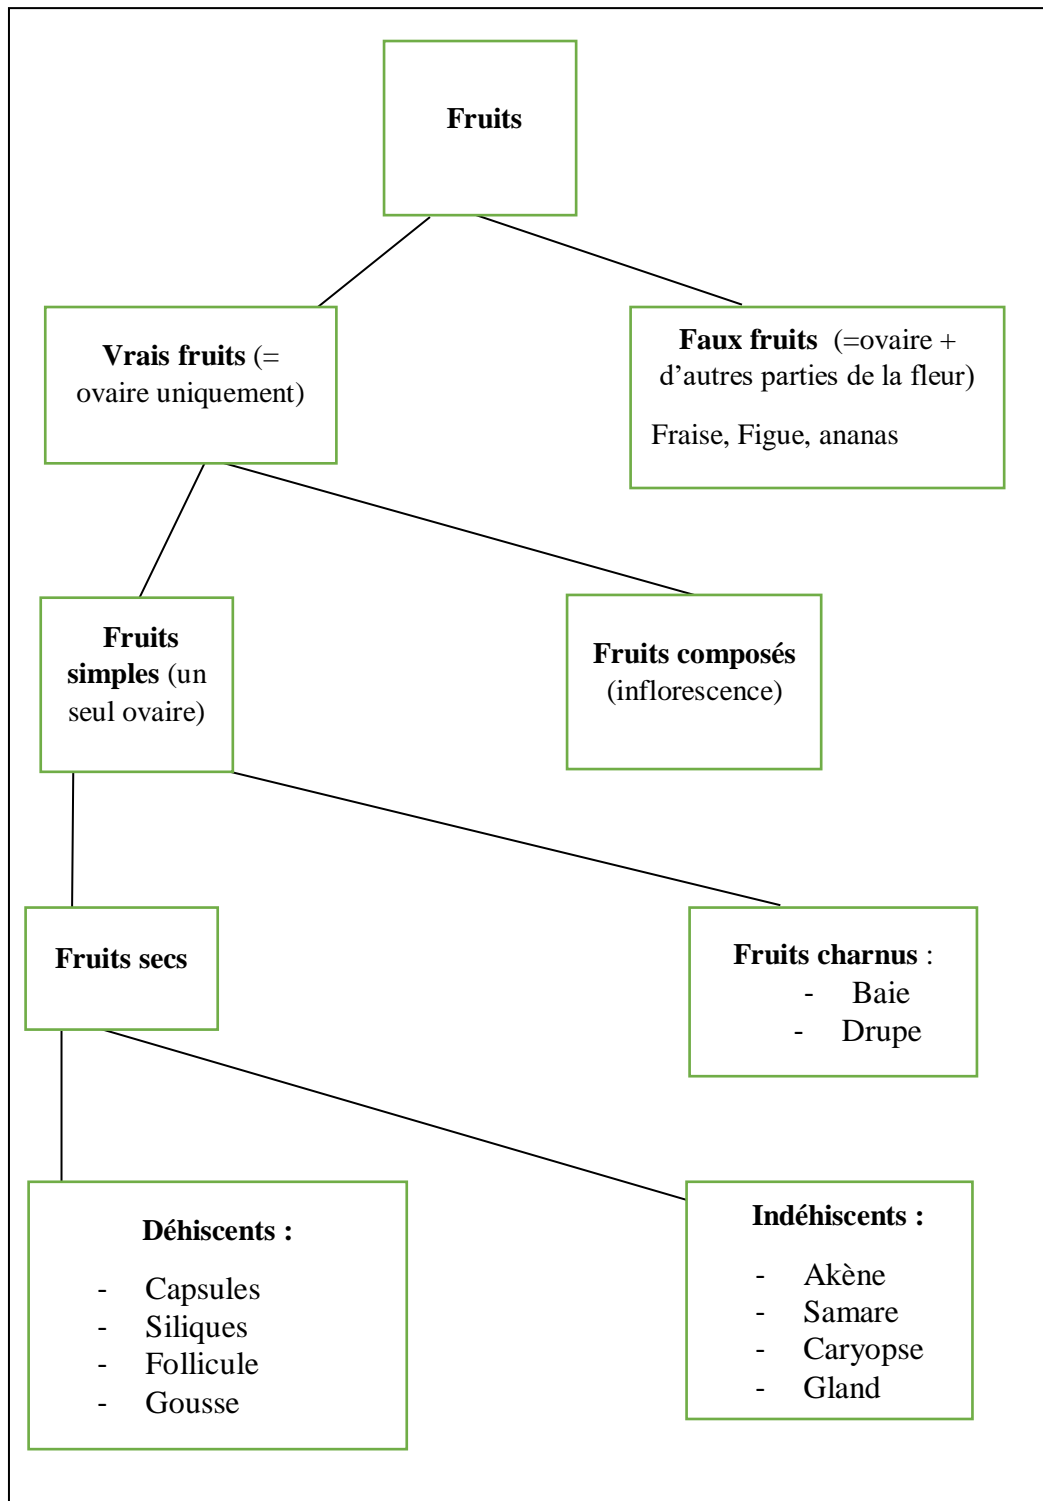 Fruits
Vrais fruits (=
ovaire uniquement)
Faux fruits (=ovaire +
d’autres parties de la fleur)
Fraise, Figue, ananas
Fruits
simples (un
seul ovaire)
Fruits composés
(inflorescence)
Fruits secs
Fruits charnus :
- Baie
- Drupe
Déhiscents :
- Capsules
- Siliques
- Follicule
- Gousse
Indéhiscents :
- Akène
- Samare
- Caryopse
- Gland